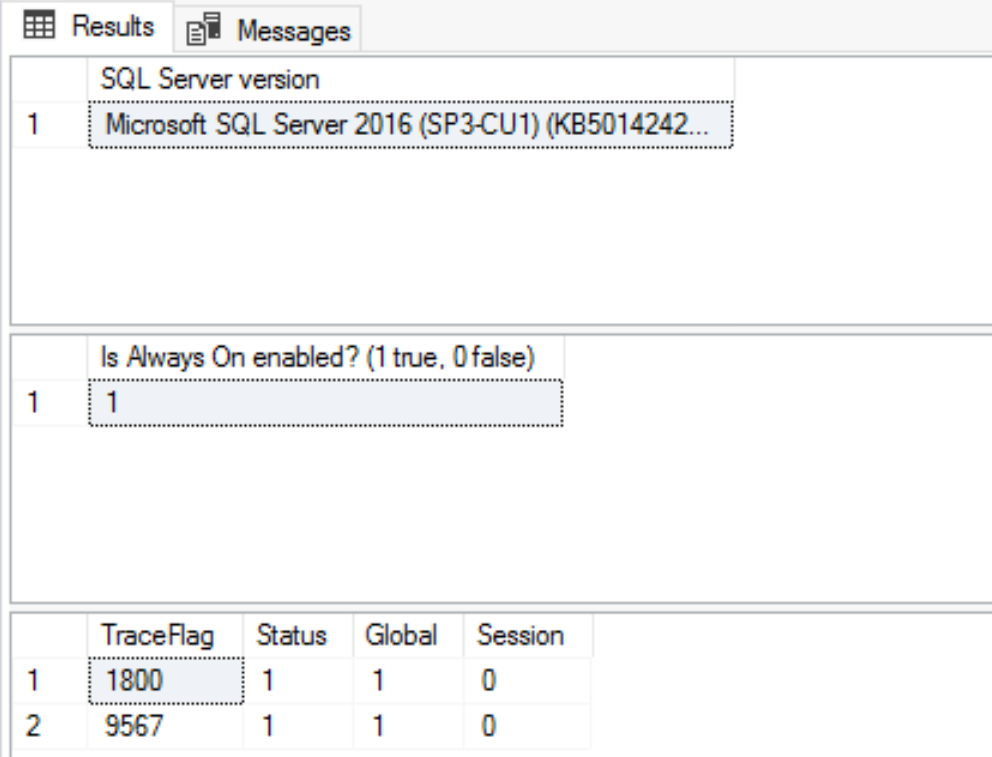 Results Messages
SQL Server version
1 Microsoft SQL Server 2016 (SP3-CU1) (KB5014242...
Is Always On enabled? (1 true, 0 false)
1 1
TraceFlag Status Global Session
1 1800 1 1 0
2 9567 1 1 0